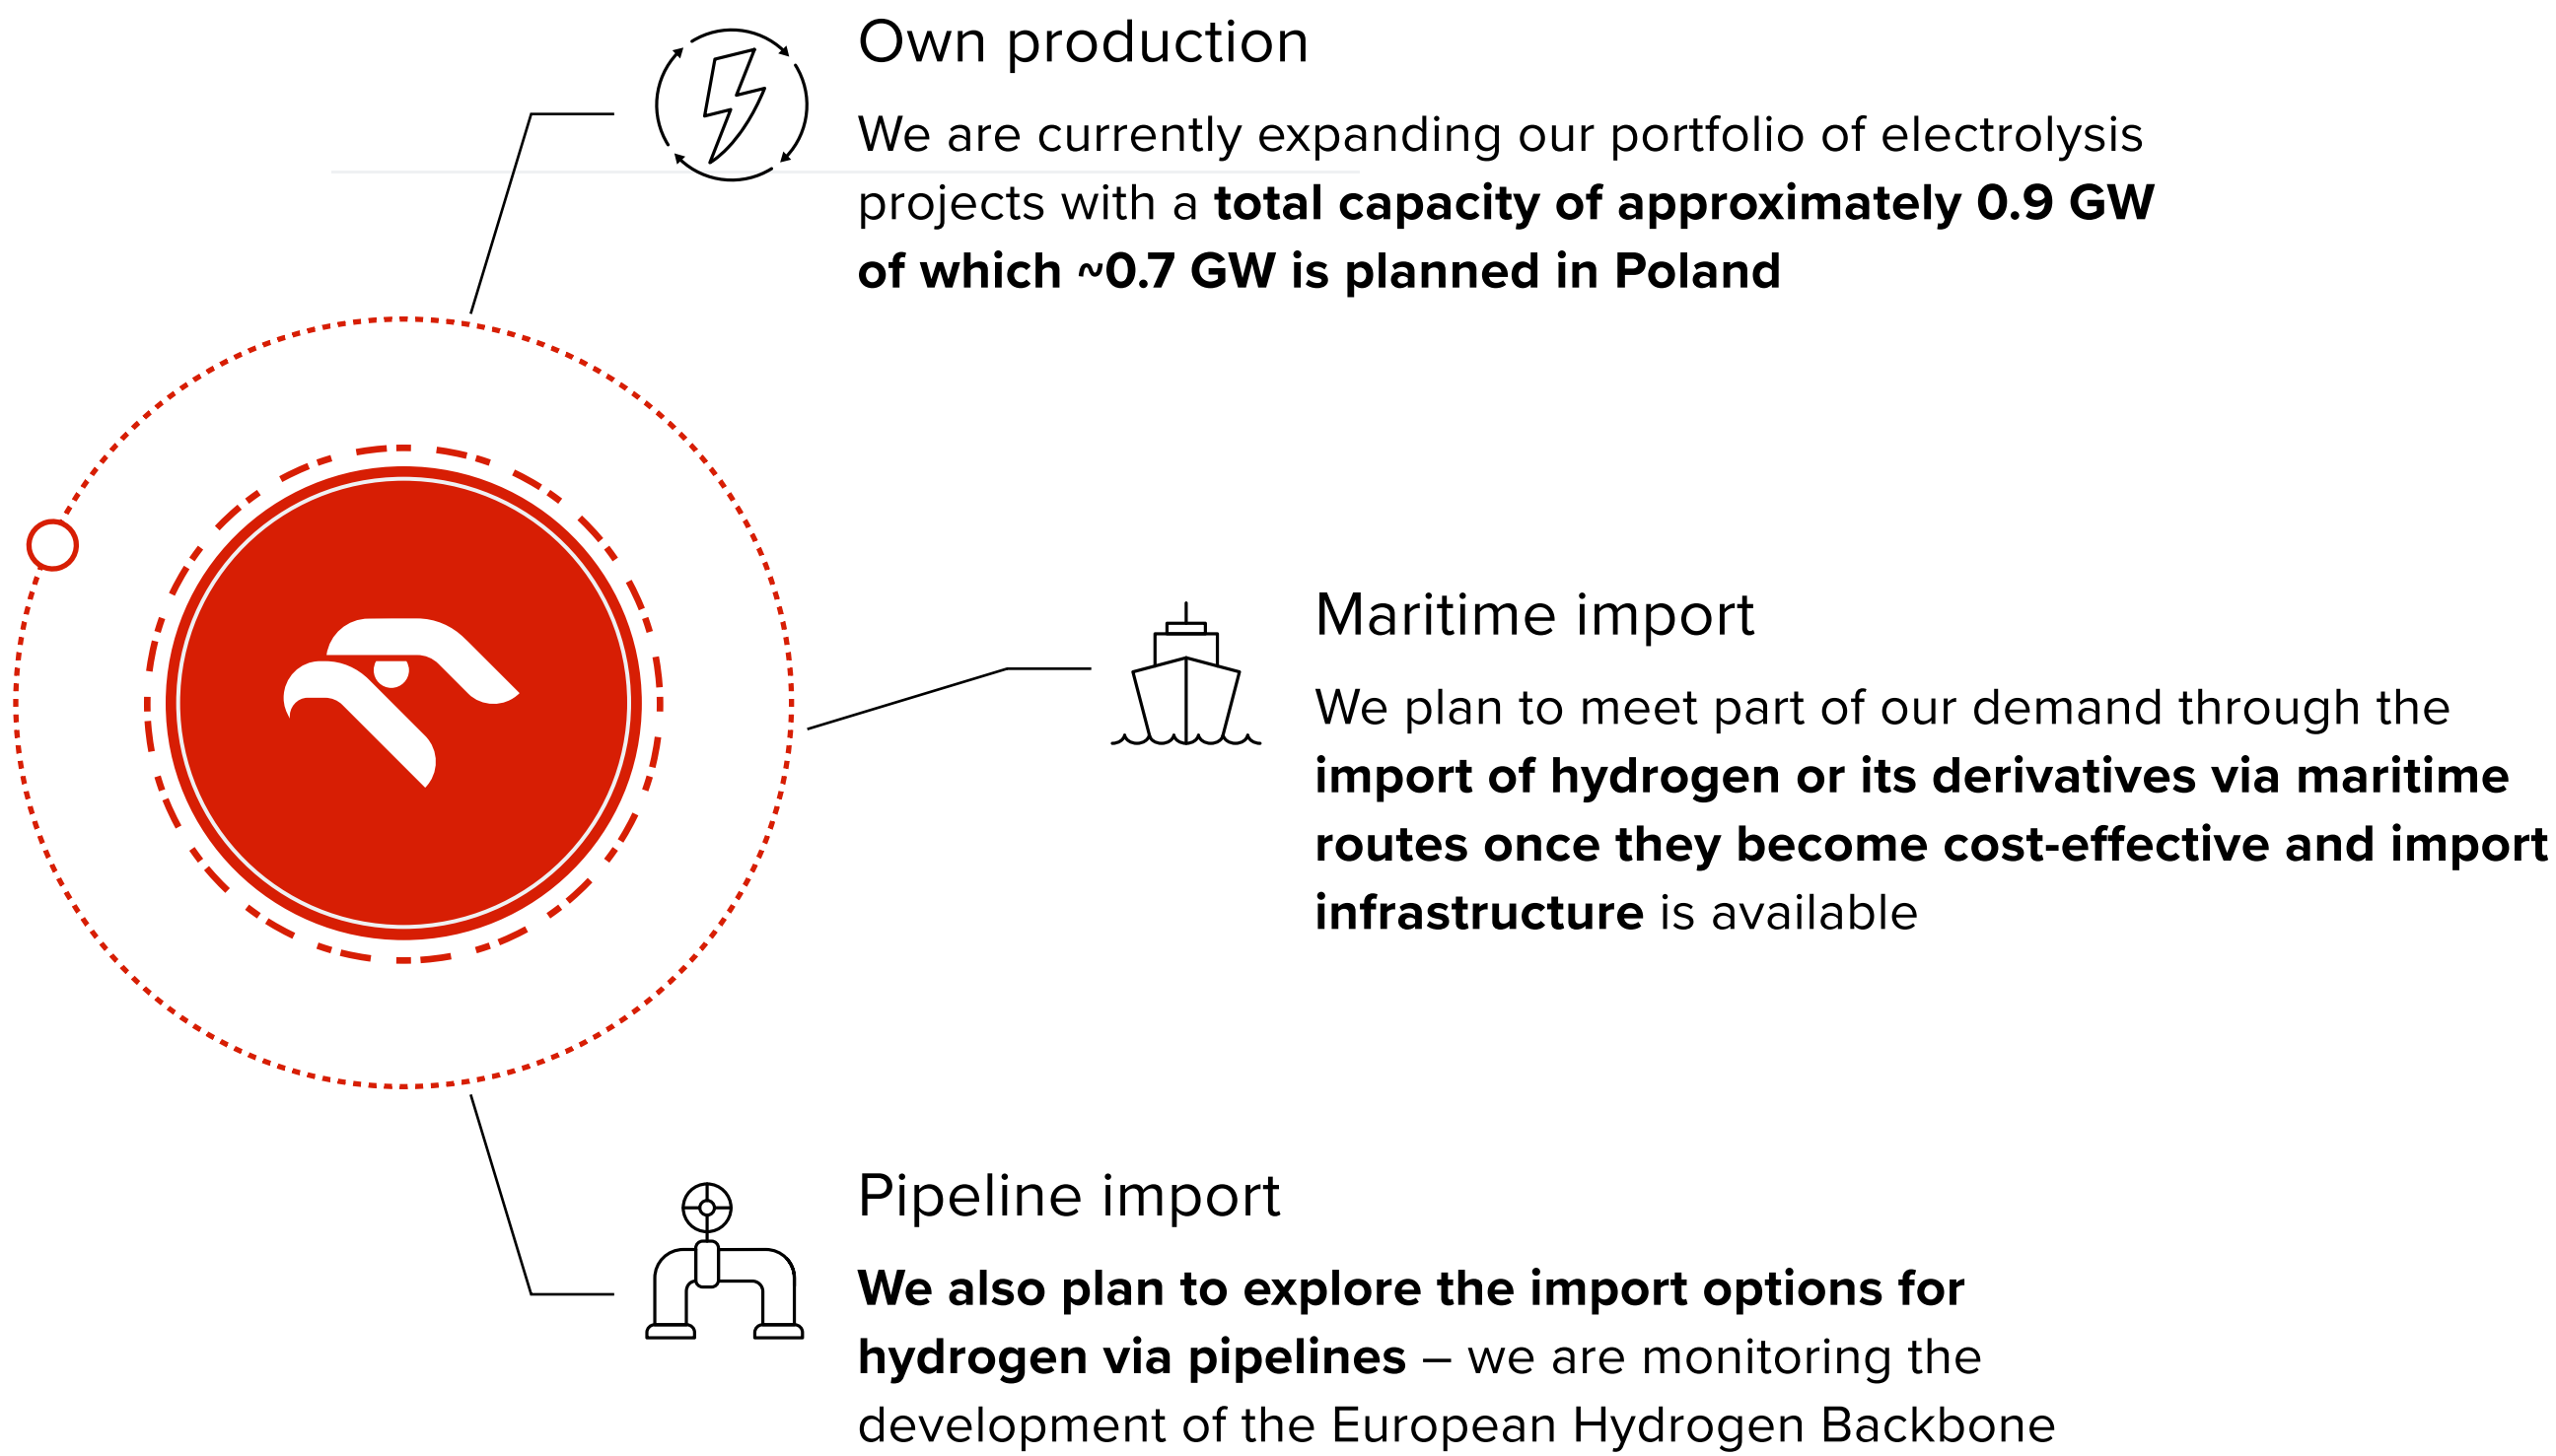 Own production
We are currently expanding our portfolio of electrolysis
projects with a total capacity of approximately 0.9 GW
of which ~0.7 GW is planned in Poland
Maritime import
We plan to meet part of our demand through the
import of hydrogen or its derivatives via maritime
routes once they become cost-effective and import
infrastructure is available
Pipeline import
We also plan to explore the import options for
hydrogen via pipelines – we are monitoring the
development of the European Hydrogen Backbone